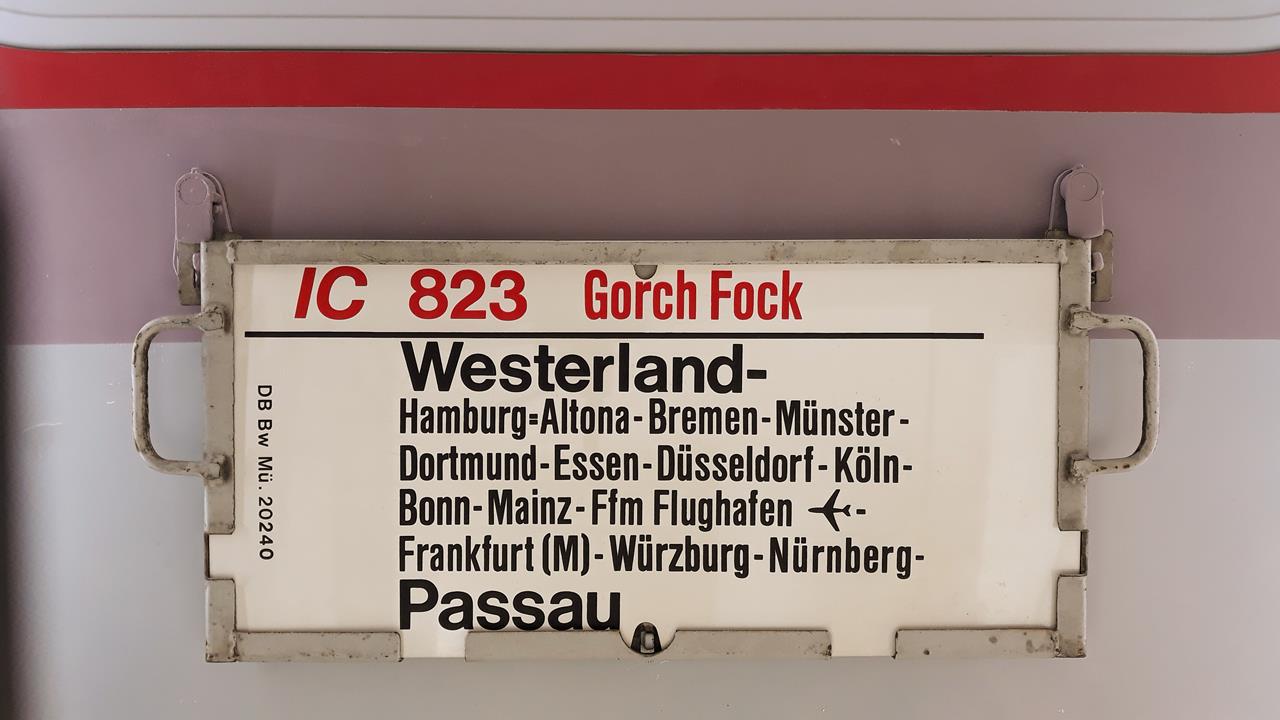 IC 823 Gorch Fock
Westerland-
Hamburg=Altona-Bremen-Münster-
Dortmund-Essen-Düsseldorf-Köln-
Bonn-Mainz-Ffm Flughafen ✈-
Frankfurt (M)-Würzburg-Nürnberg-
Passau
DB Bw Mü. 20240